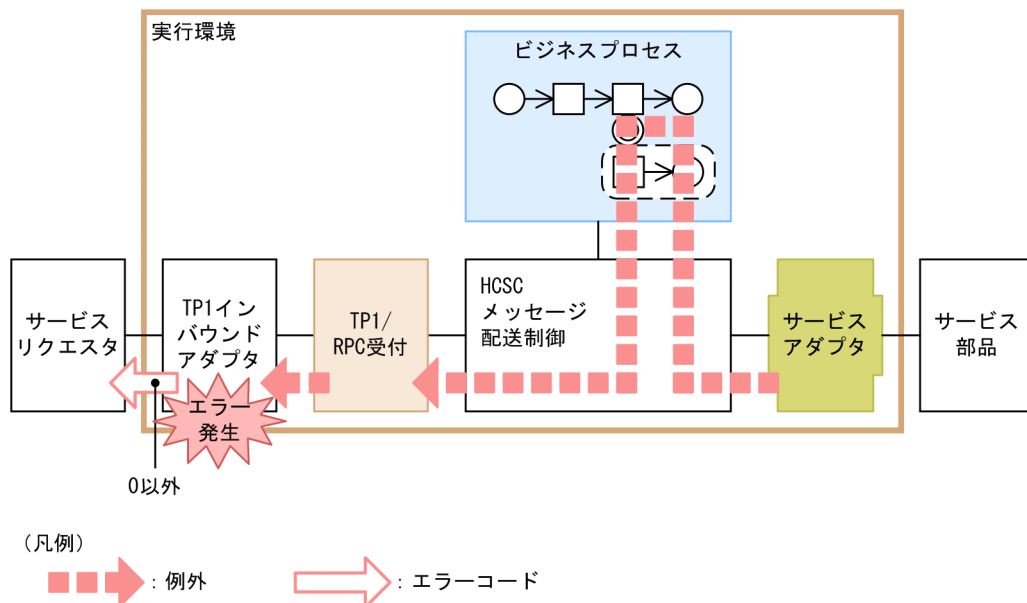 実行環境
ビジネスプロセス
サービス
リクエスタ
TP1イン
バウンド
アダプタ
TP1/
RPC受付
HCSC
メッセージ
配送制御
サービス
アダプタ
サービス
部品
エラー
発生
0以外
(凡例)
: 例外
: エラーコード